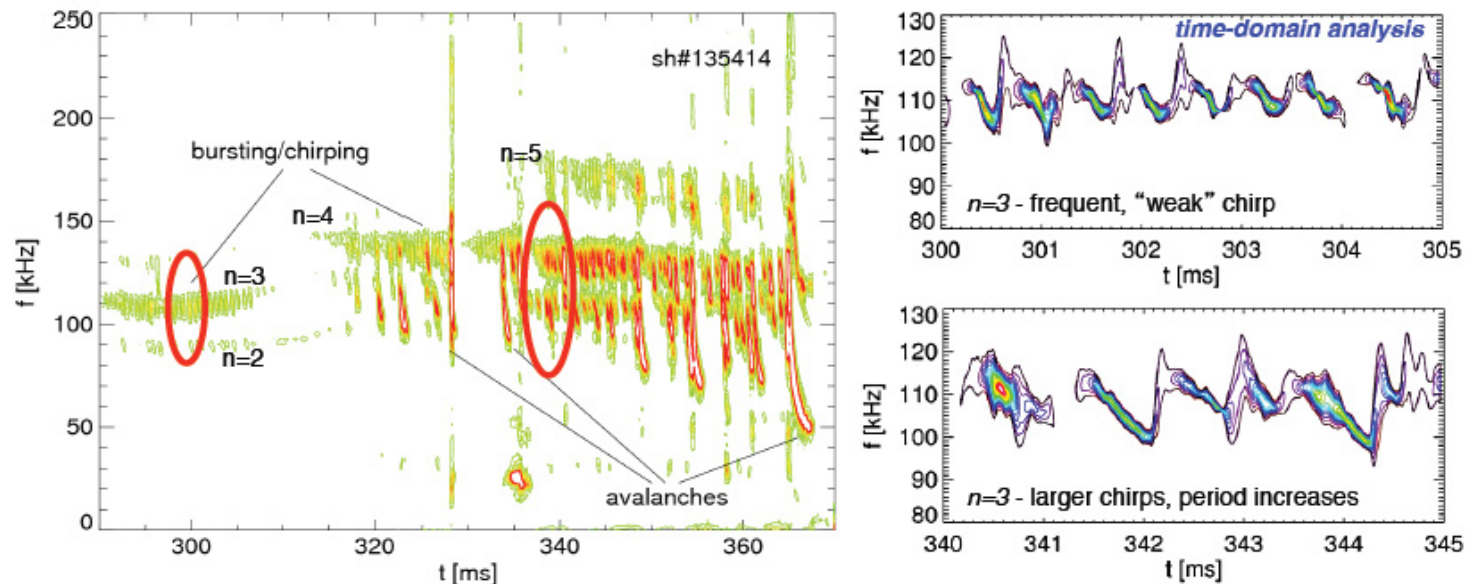 250
200
150
100
50
0
f [kHz]
sh#135414
bursting/chirping
n=5
n=4
n=3
n=2
avalanches
300 320 340 360
t [ms]
time-domain analysis
130
120
110
100
90
80
f [kHz]
n=3 - frequent, “weak” chirp
300 301 302 303 304 305
t [ms]
130
120
110
100
90
80
f [kHz]
n=3 - larger chirps, period increases
340 341 342 343 344 345
t [ms]